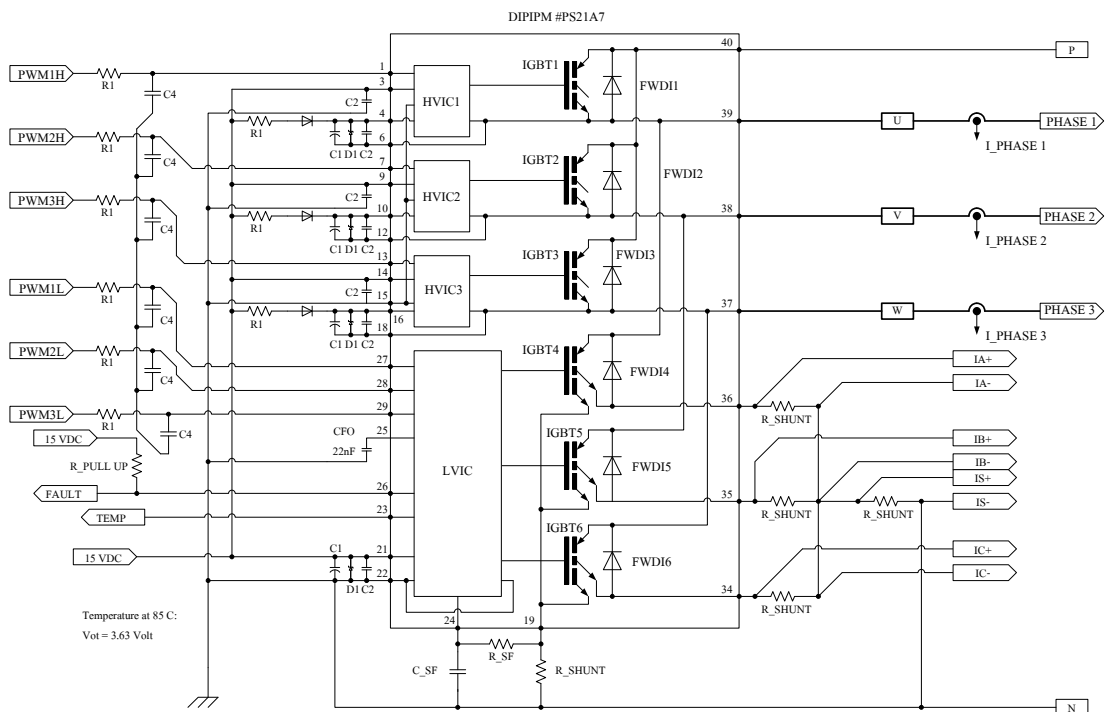 DIPIPM #PS21A7
40
P
PWM1H
R1
1
3
IGBT1
C4
C2
HVIC1
FWDI1
4
39
U
PHASE 1
R1
C1 D1 C2
6
I_PHASE 1
PWM2H
R1
C4
7
IGBT2
9
FWDI2
C2
HVIC2
PWM3H
R1
10
38
V
PHASE 2
R1
C4
C1 D1 C2
12
I_PHASE 2
13
IGBT3
FWDI3
14
C2
HVIC3
PWM1L
R1
15
37
W
PHASE 3
R1
C4
16
C1 D1 C2
18
I_PHASE 3
IGBT4
PWM2L
R1
27
IA+
C4
28
FWDI4
IA-
36
PWM3L
R1
29
R_SHUNT
C4
15 VDC
CFO
25
IGBT5
IB+
22nF
R_PULL UP
LVIC
FWDI5
IB-
IS+
FAULT
26
35
IS-
R_SHUNT
R_SHUNT
TEMP
23
IGBT6
15 VDC
C1
21
IC+
D1 C2
22
FWDI6
IC-
34
R_SHUNT
Temperature at 85 C:
24
19
Vot = 3.63 Volt
R_SF
C_SF
R_SHUNT
N